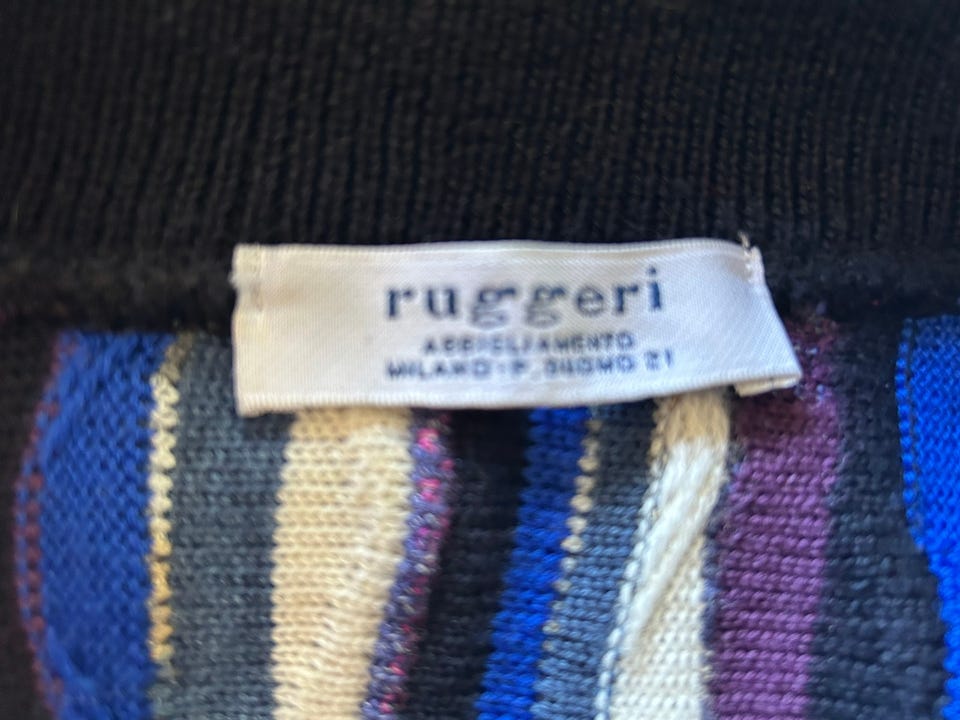 ruggeri
ABBIGLIAMENTO
MILANO - P. DUOMO 21